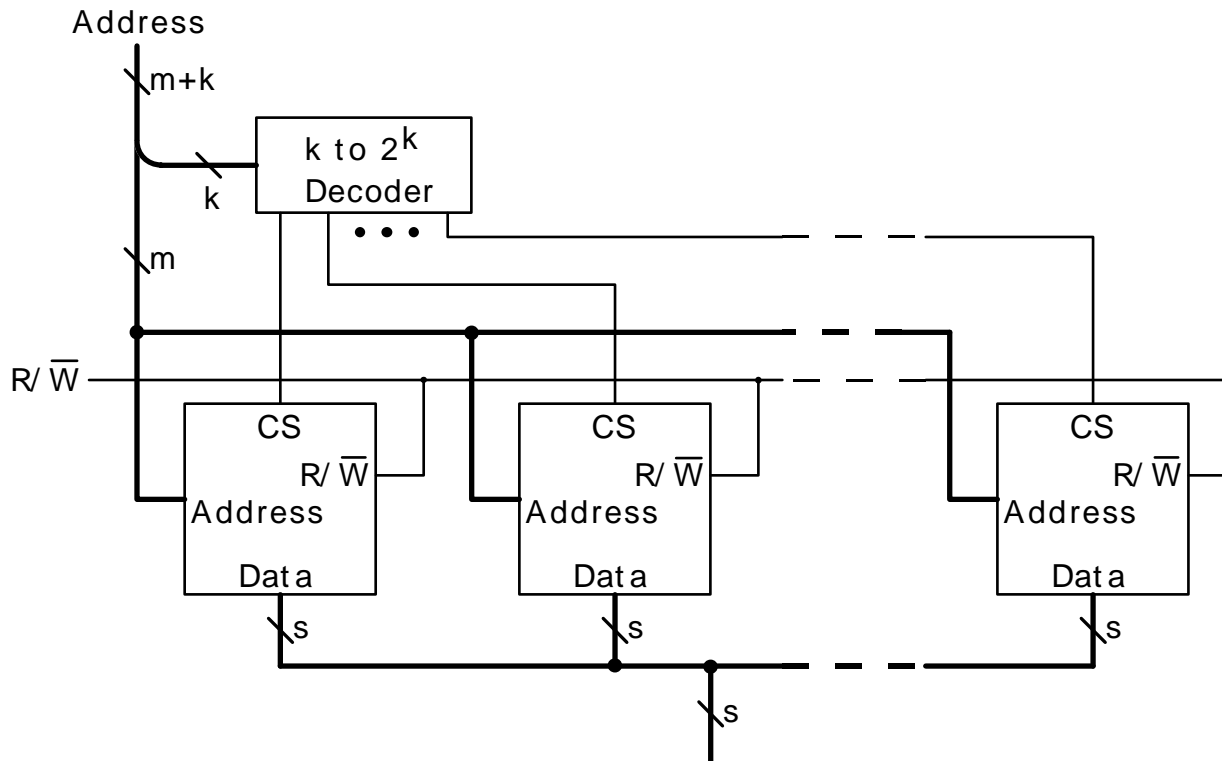 Address
m+k
k to 2^k
Decoder
k
m
R/W̅
CS
CS
CS
R/W̅
R/W̅
R/W̅
Address
Address
Address
Data
Data
Data
s
s
s
s